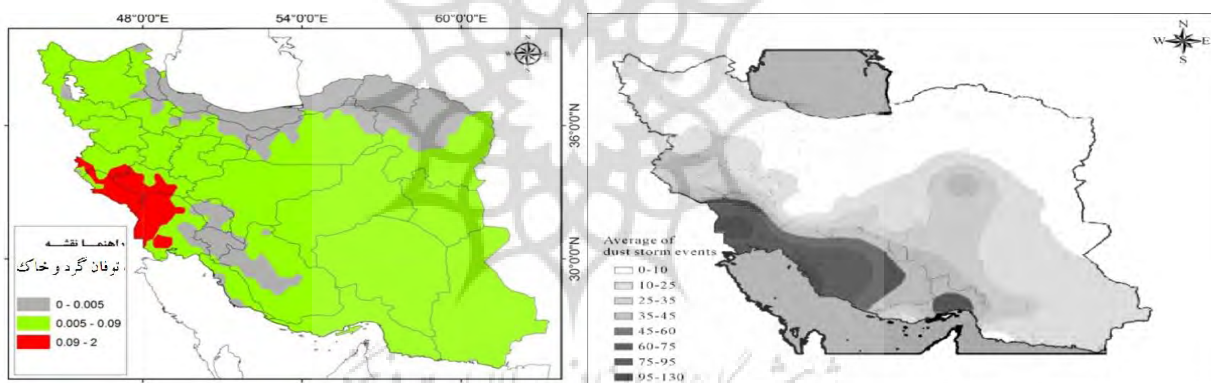 48°0'0"E 54°0'0"E 60°0'0"E
N
W E
36°0'0"N
30°0'0"N
راهنما نقشه
توفان گرد و خاک
0 - 0.005
0.005 - 0.09
0.09 - 2
N
W E
S
Average of
dust storm events
0-10
10-25
25-35
35-45
45-60
60-75
75-95
95-130